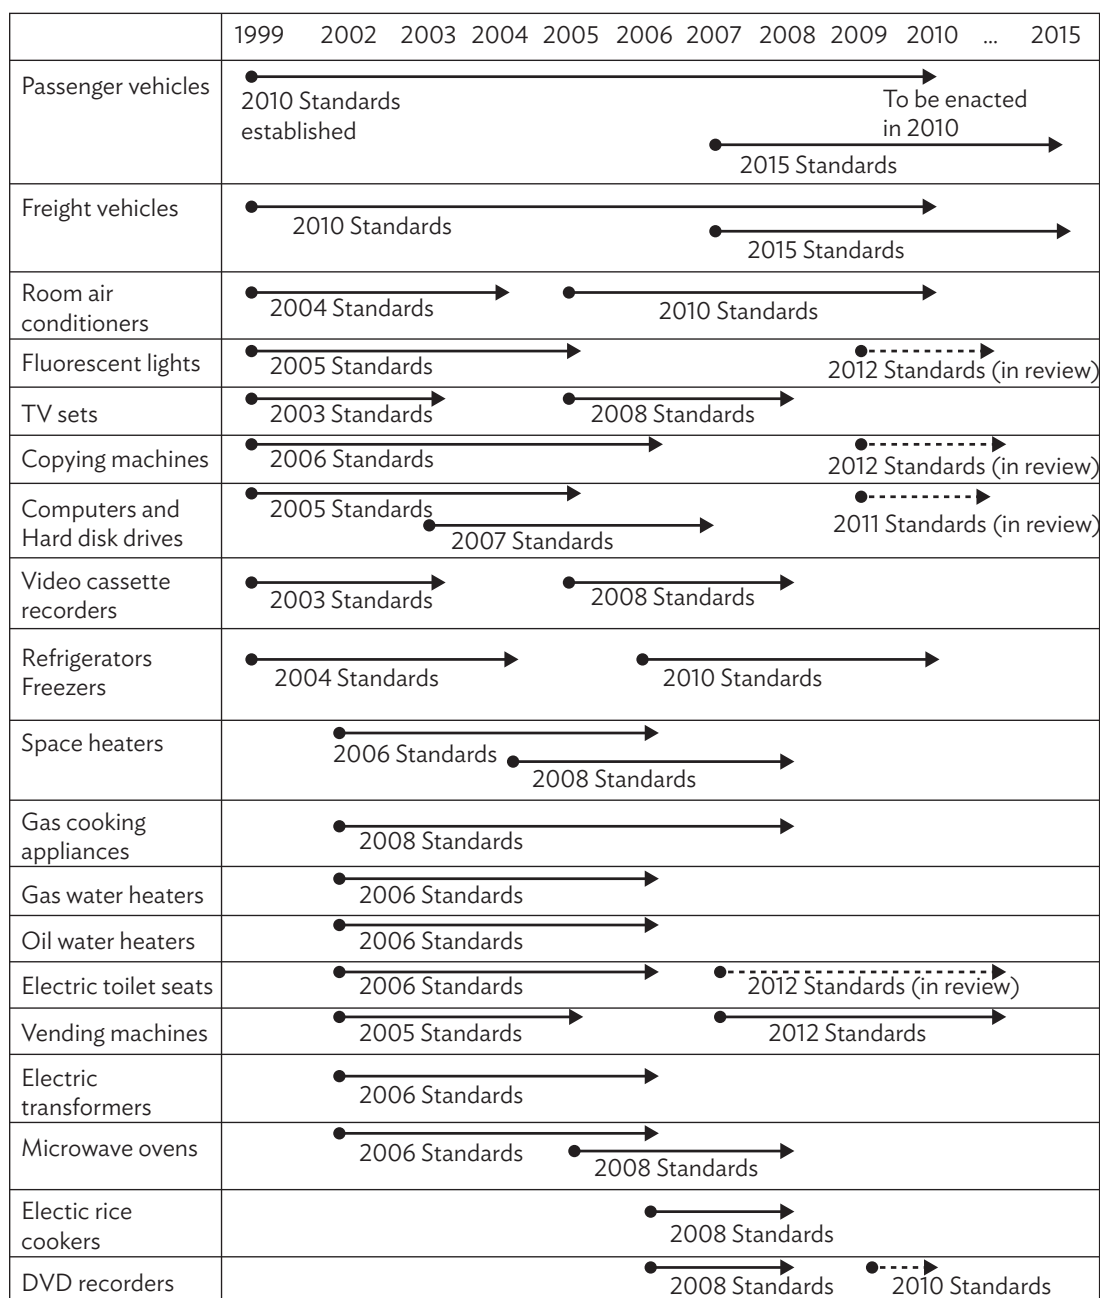 1999 2002 2003 2004 2005 2006 2007 2008 2009 2010 ... 2015
Passenger vehicles
2010 Standards
established
To be enacted
in 2010
2015 Standards
Freight vehicles
2010 Standards
2015 Standards
Room air
conditioners
2004 Standards
2010 Standards
Fluorescent lights
2005 Standards
2012 Standards (in review)
TV sets
2003 Standards
2008 Standards
Copying machines
2006 Standards
2012 Standards (in review)
Computers and
Hard disk drives
2005 Standards
2007 Standards
2011 Standards (in review)
Video cassette
recorders
2003 Standards
2008 Standards
Refrigerators
Freezers
2004 Standards
2010 Standards
Space heaters
2006 Standards
2008 Standards
Gas cooking
appliances
2008 Standards
Gas water heaters
2006 Standards
Oil water heaters
2006 Standards
Electric toilet seats
2006 Standards
2012 Standards (in review)
Vending machines
2005 Standards
2012 Standards
Electric
transformers
2006 Standards
Microwave ovens
2006 Standards
2008 Standards
Electic rice
cookers
2008 Standards
DVD recorders
2008 Standards
2010 Standards